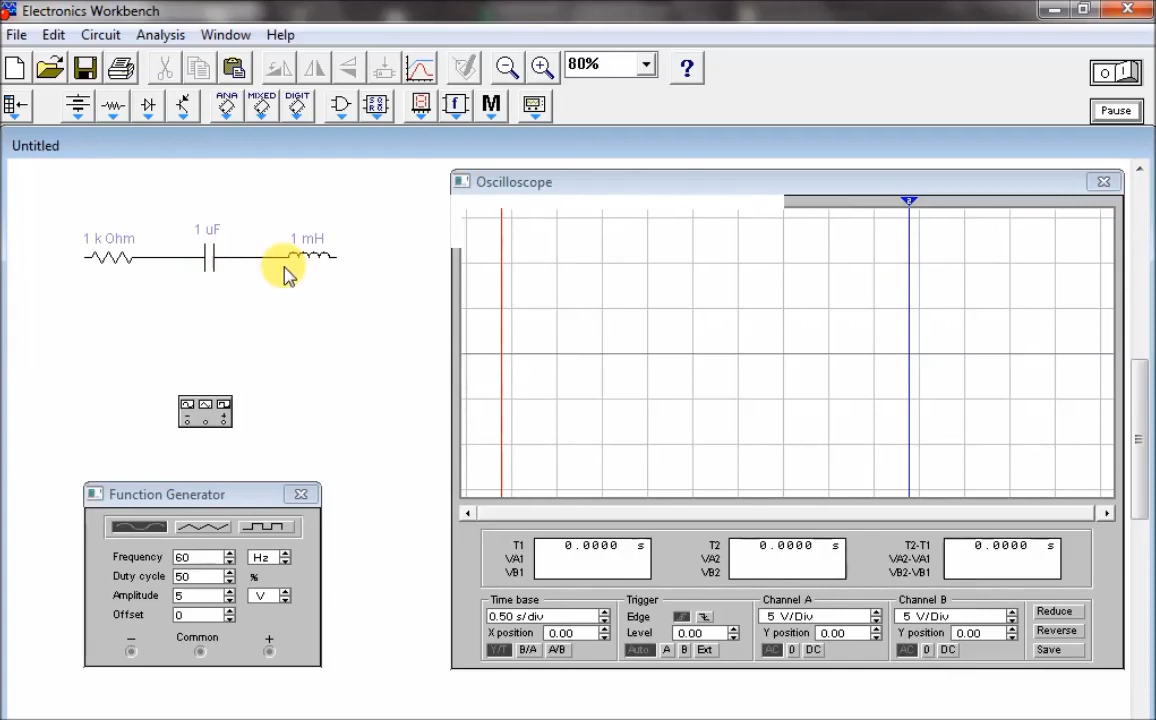 Electronics Workbench
File Edit Circuit Analysis Window Help
80% ?
ANA MIXED DIGIT f M
Pause
Untitled
Oscilloscope
2
1 k Ohm 1 uF 1 mH
Function Generator
Frequency 60 Hz
Duty cycle 50 %
Amplitude 5 V
Offset 0
− Common +
T1 0.0000 s T2 0.0000 s T2-T1 0.0000 s
VA1 VA2 VA2-VA1
VB1 VB2 VB2-VB1
Time base Trigger Channel A Channel B Reduce
0.50 s/div Edge 5 V/Div 5 V/Div
X position 0.00 Level 0.00 Y position 0.00 Y position 0.00 Reverse
Y/T B/A A/B Auto A B Ext AC 0 DC AC 0 DC Save